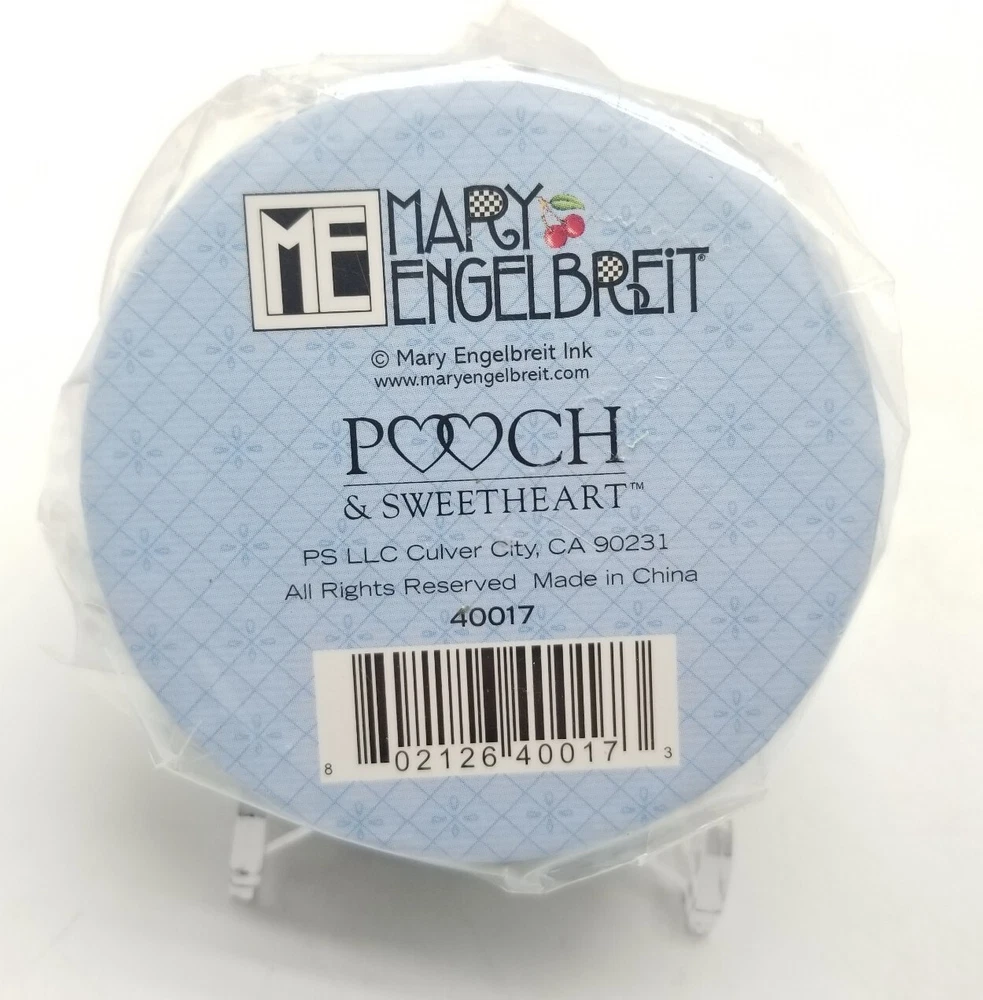 ME MARY
ENGELBREiT®
© Mary Engelbreit Ink
www.maryengelbreit.com
POOCH
& SWEETHEART™
PS LLC Culver City, CA 90231
All Rights Reserved Made in China
40017
8 02126 40017 3